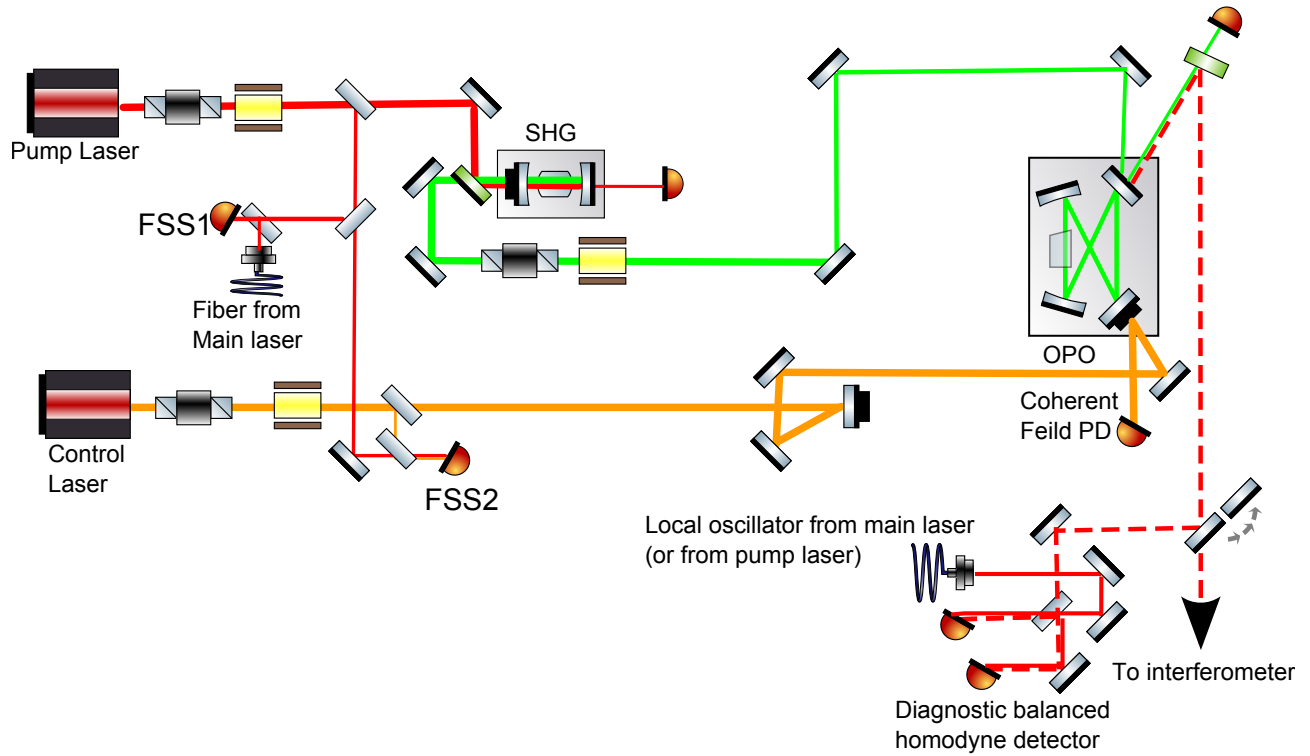 SHG
Pump Laser
FSS1
Fiber from
Main laser
OPO
Coherent
Feild PD
Control
Laser
FSS2
Local oscillator from main laser
(or from pump laser)
To interferometer
Diagnostic balanced
homodyne detector